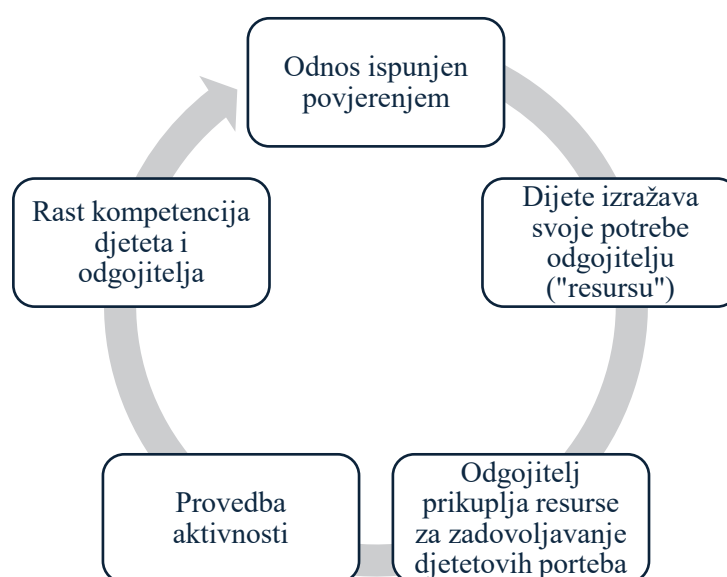 Odnos ispunjen
povjerenjem
Dijete izražava
svoje potrebe
odgojitelju
("resursu")
Odgojitelj
prikuplja resurse
za zadovoljavanje
djetetovih porteba
Provedba
aktivnosti
Rast kompetencija
djeteta i
odgojitelja